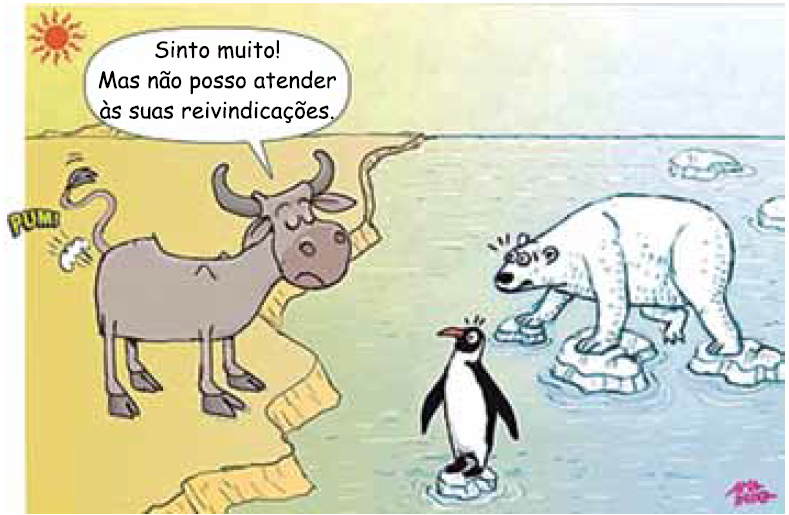 Sinto muito!
Mas não posso atender
às suas reivindicações.
PUM!